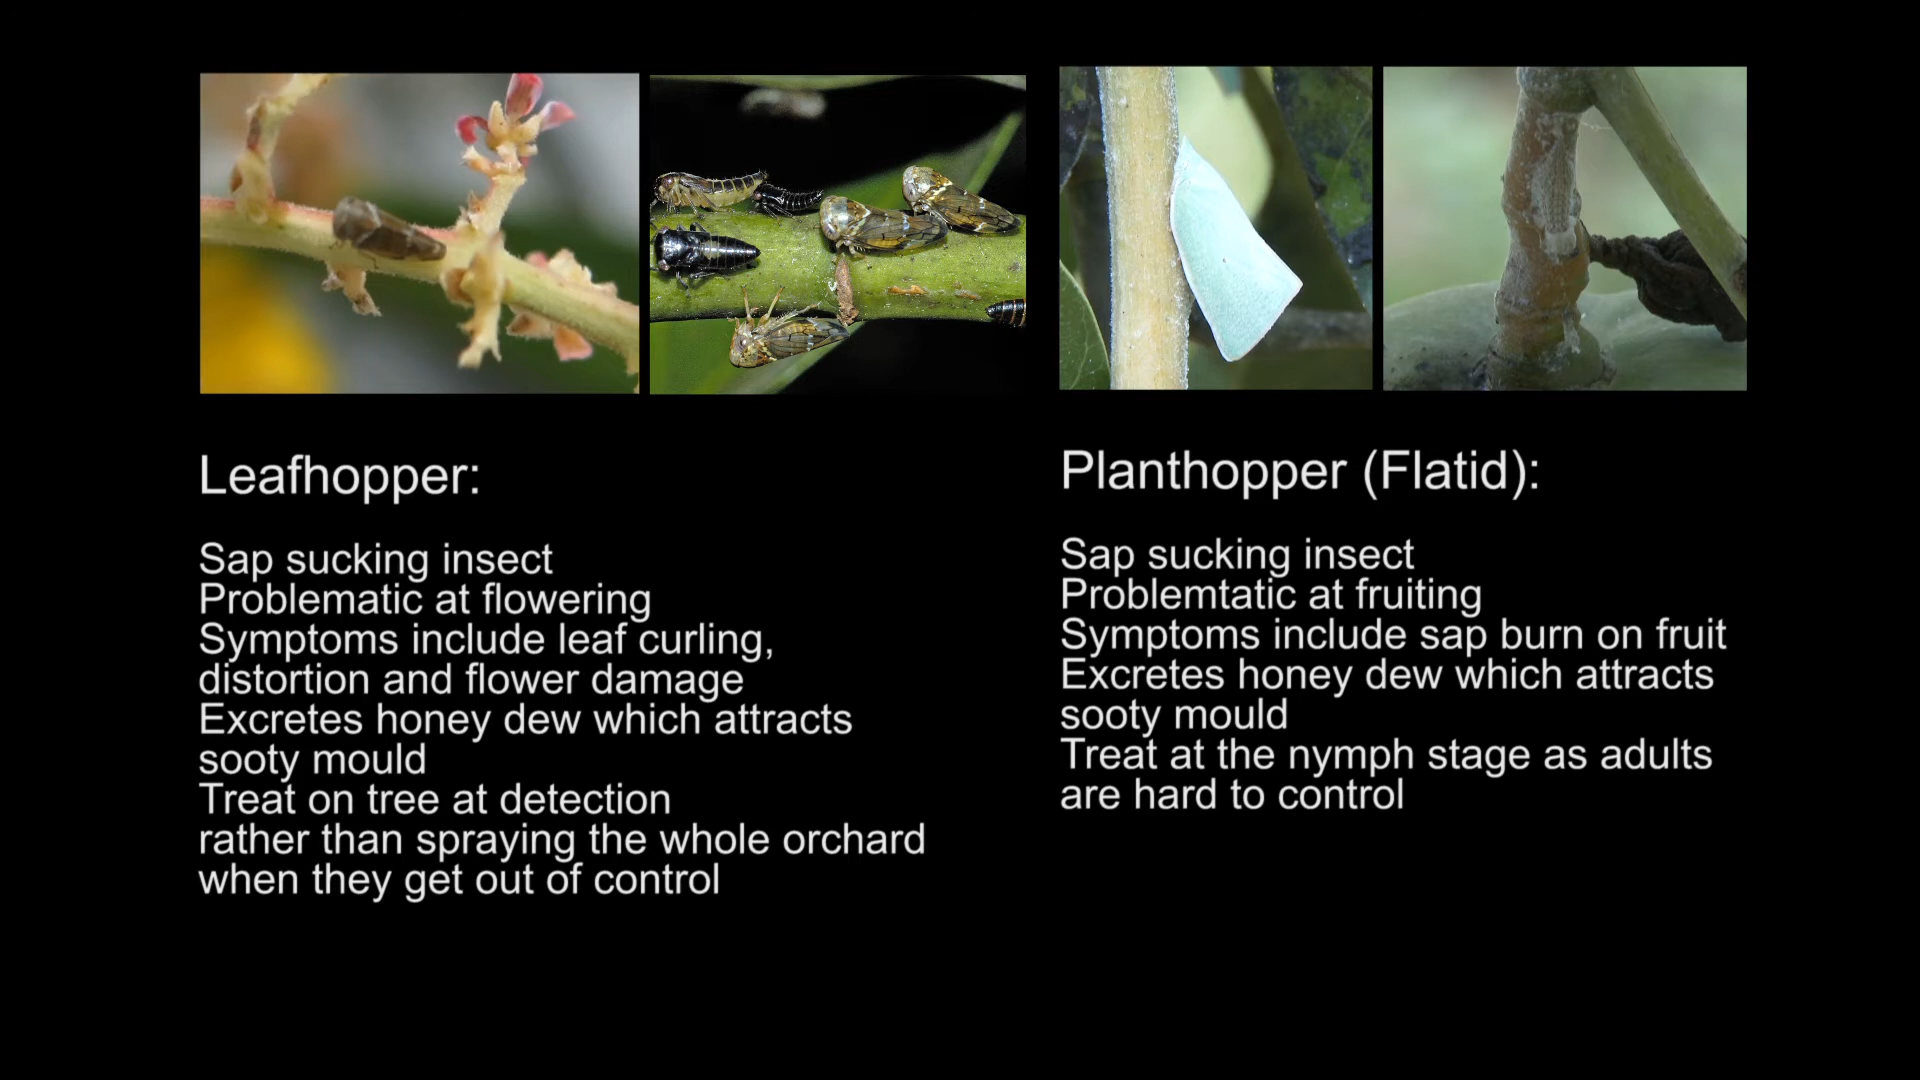 Leafhopper:
Sap sucking insect
Problematic at flowering
Symptoms include leaf curling,
distortion and flower damage
Excretes honey dew which attracts
sooty mould
Treat on tree at detection
rather than spraying the whole orchard
when they get out of control
Planthopper (Flatid):
Sap sucking insect
Problemtatic at fruiting
Symptoms include sap burn on fruit
Excretes honey dew which attracts
sooty mould
Treat at the nymph stage as adults
are hard to control